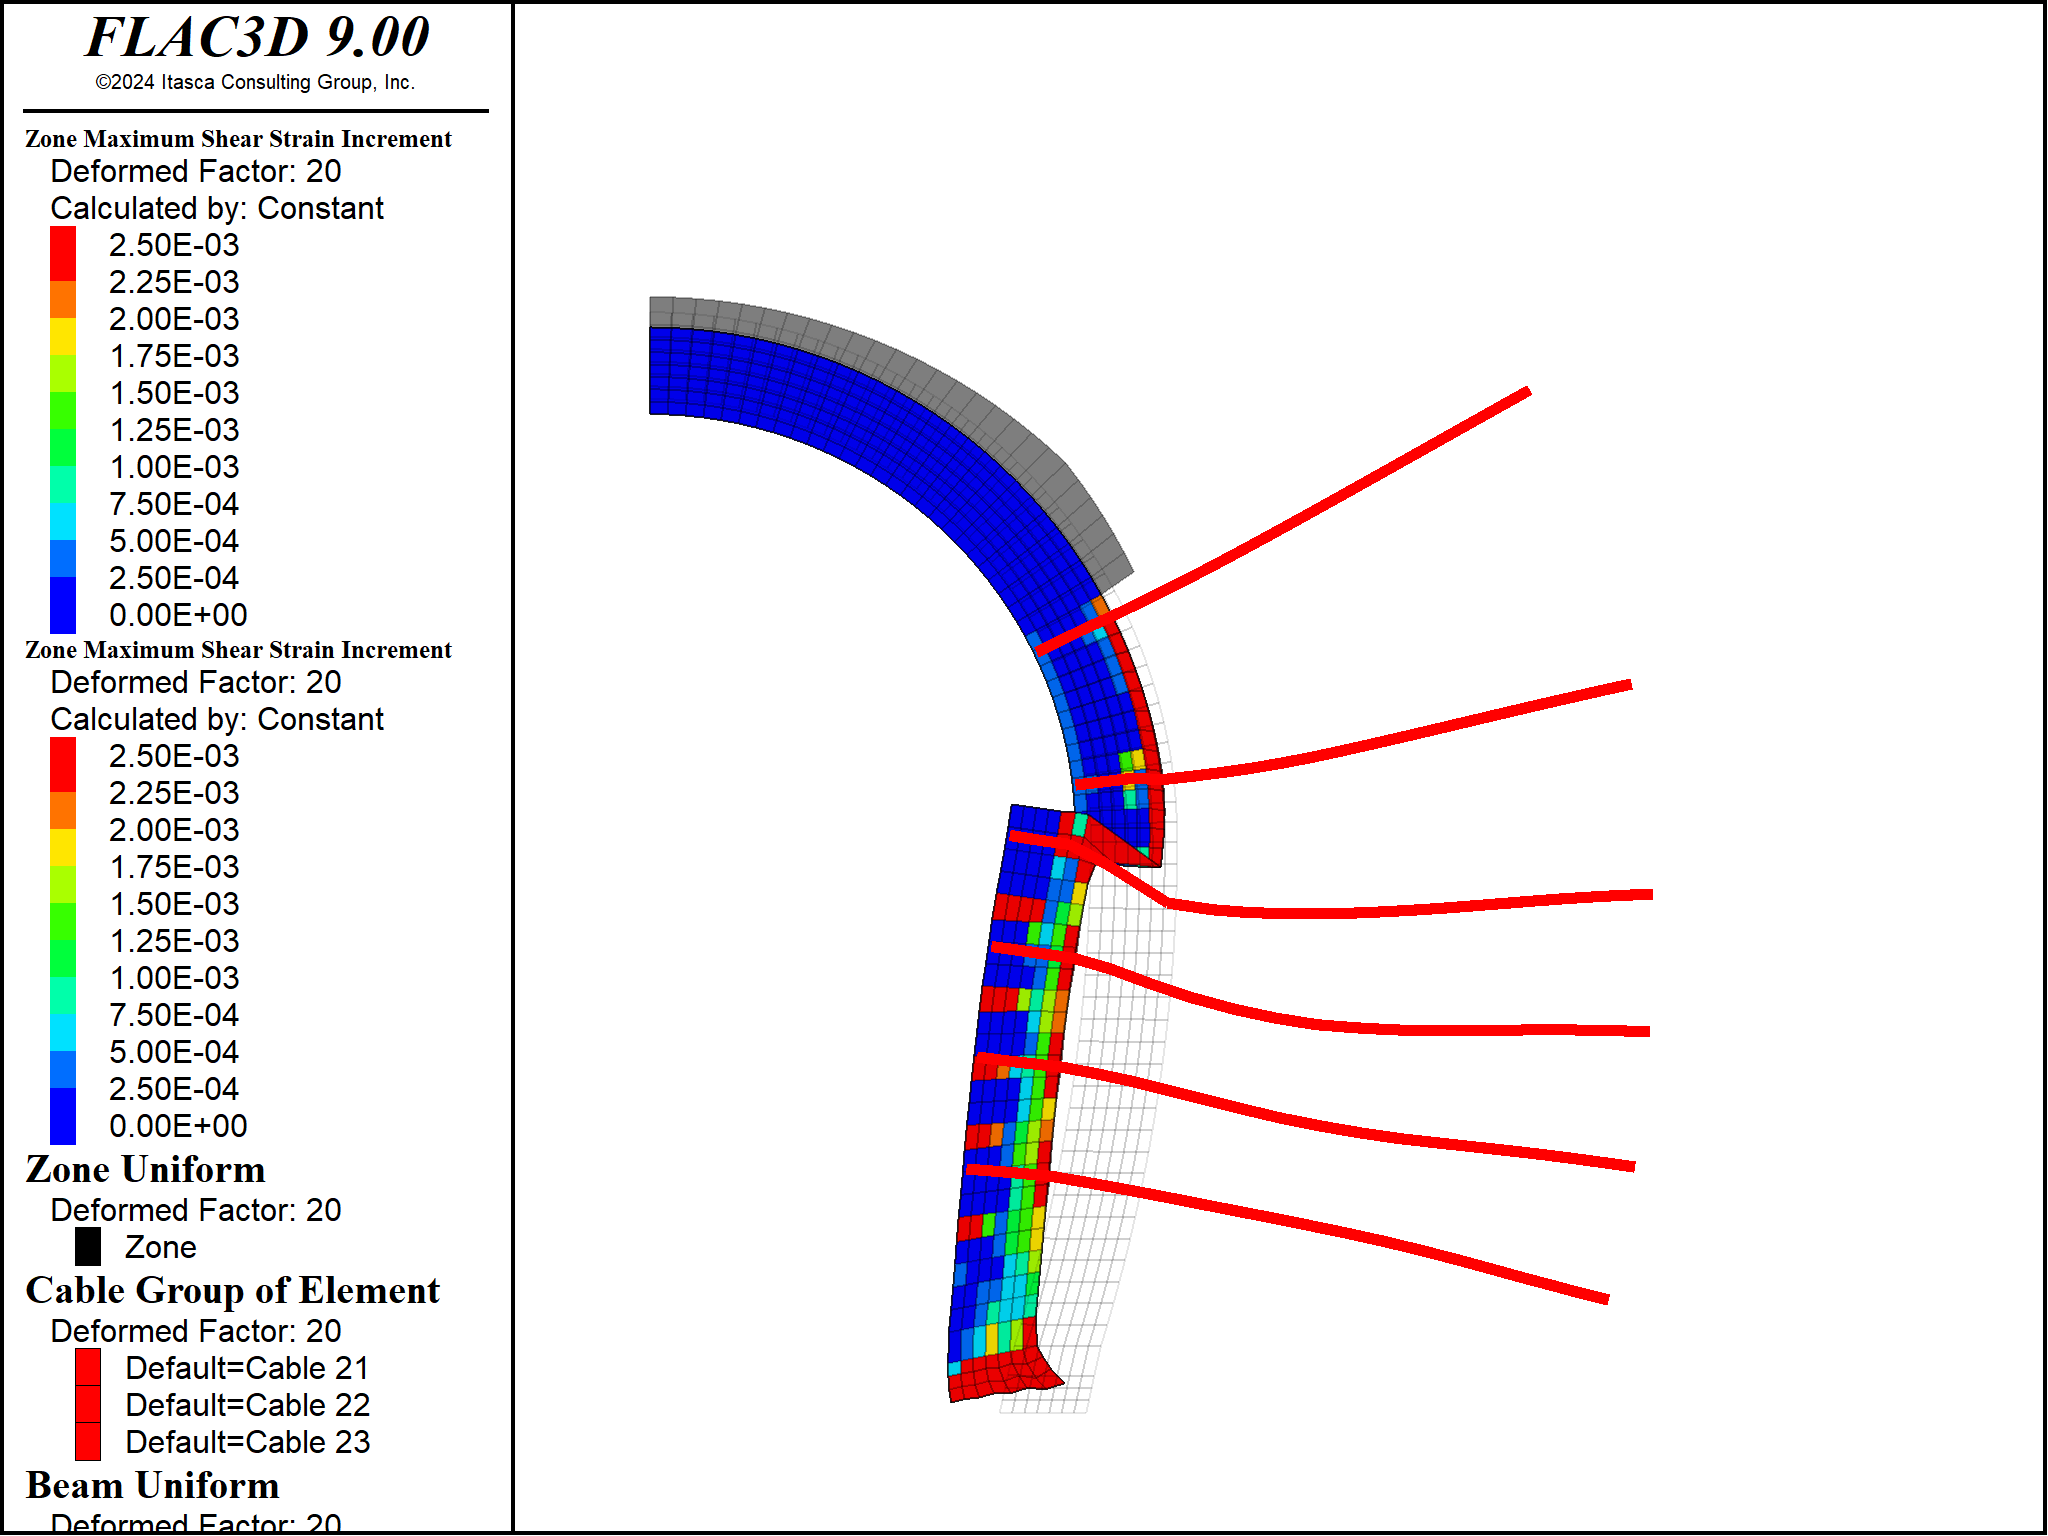 FLAC3D 9.00
©2024 Itasca Consulting Group, Inc.
Zone Maximum Shear Strain Increment
Deformed Factor: 20
Calculated by: Constant
2.50E-03
2.25E-03
2.00E-03
1.75E-03
1.50E-03
1.25E-03
1.00E-03
7.50E-04
5.00E-04
2.50E-04
0.00E+00
Zone Maximum Shear Strain Increment
Deformed Factor: 20
Calculated by: Constant
2.50E-03
2.25E-03
2.00E-03
1.75E-03
1.50E-03
1.25E-03
1.00E-03
7.50E-04
5.00E-04
2.50E-04
0.00E+00
Zone Uniform
Deformed Factor: 20
Zone
Cable Group of Element
Deformed Factor: 20
Default=Cable 21
Default=Cable 22
Default=Cable 23
Beam Uniform
Deformed Factor: 20